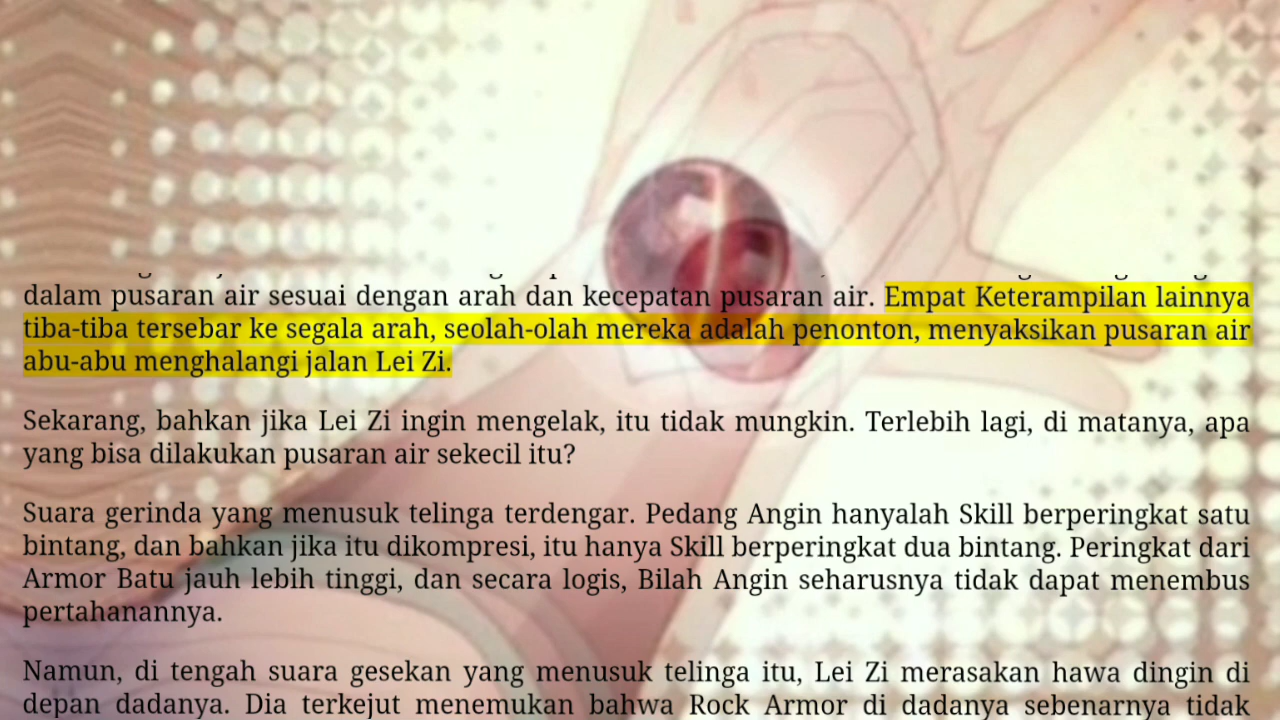 dalam pusaran air sesuai dengan arah dan kecepatan pusaran air. Empat Keterampilan lainnya
tiba-tiba tersebar ke segala arah, seolah-olah mereka adalah penonton, menyaksikan pusaran air
abu-abu menghalangi jalan Lei Zi.
Sekarang, bahkan jika Lei Zi ingin mengelak, itu tidak mungkin. Terlebih lagi, di matanya, apa
yang bisa dilakukan pusaran air sekecil itu?
Suara gerinda yang menusuk telinga terdengar. Pedang Angin hanyalah Skill berperingkat satu
bintang, dan bahkan jika itu dikompresi, itu hanya Skill berperingkat dua bintang. Peringkat dari
Armor Batu jauh lebih tinggi, dan secara logis, Bilah Angin seharusnya tidak dapat menembus
pertahanannya.
Namun, di tengah suara gesekan yang menusuk telinga itu, Lei Zi merasakan hawa dingin di
depan dadanya. Dia terkejut menemukan bahwa Rock Armor di dadanya sebenarnya tidak